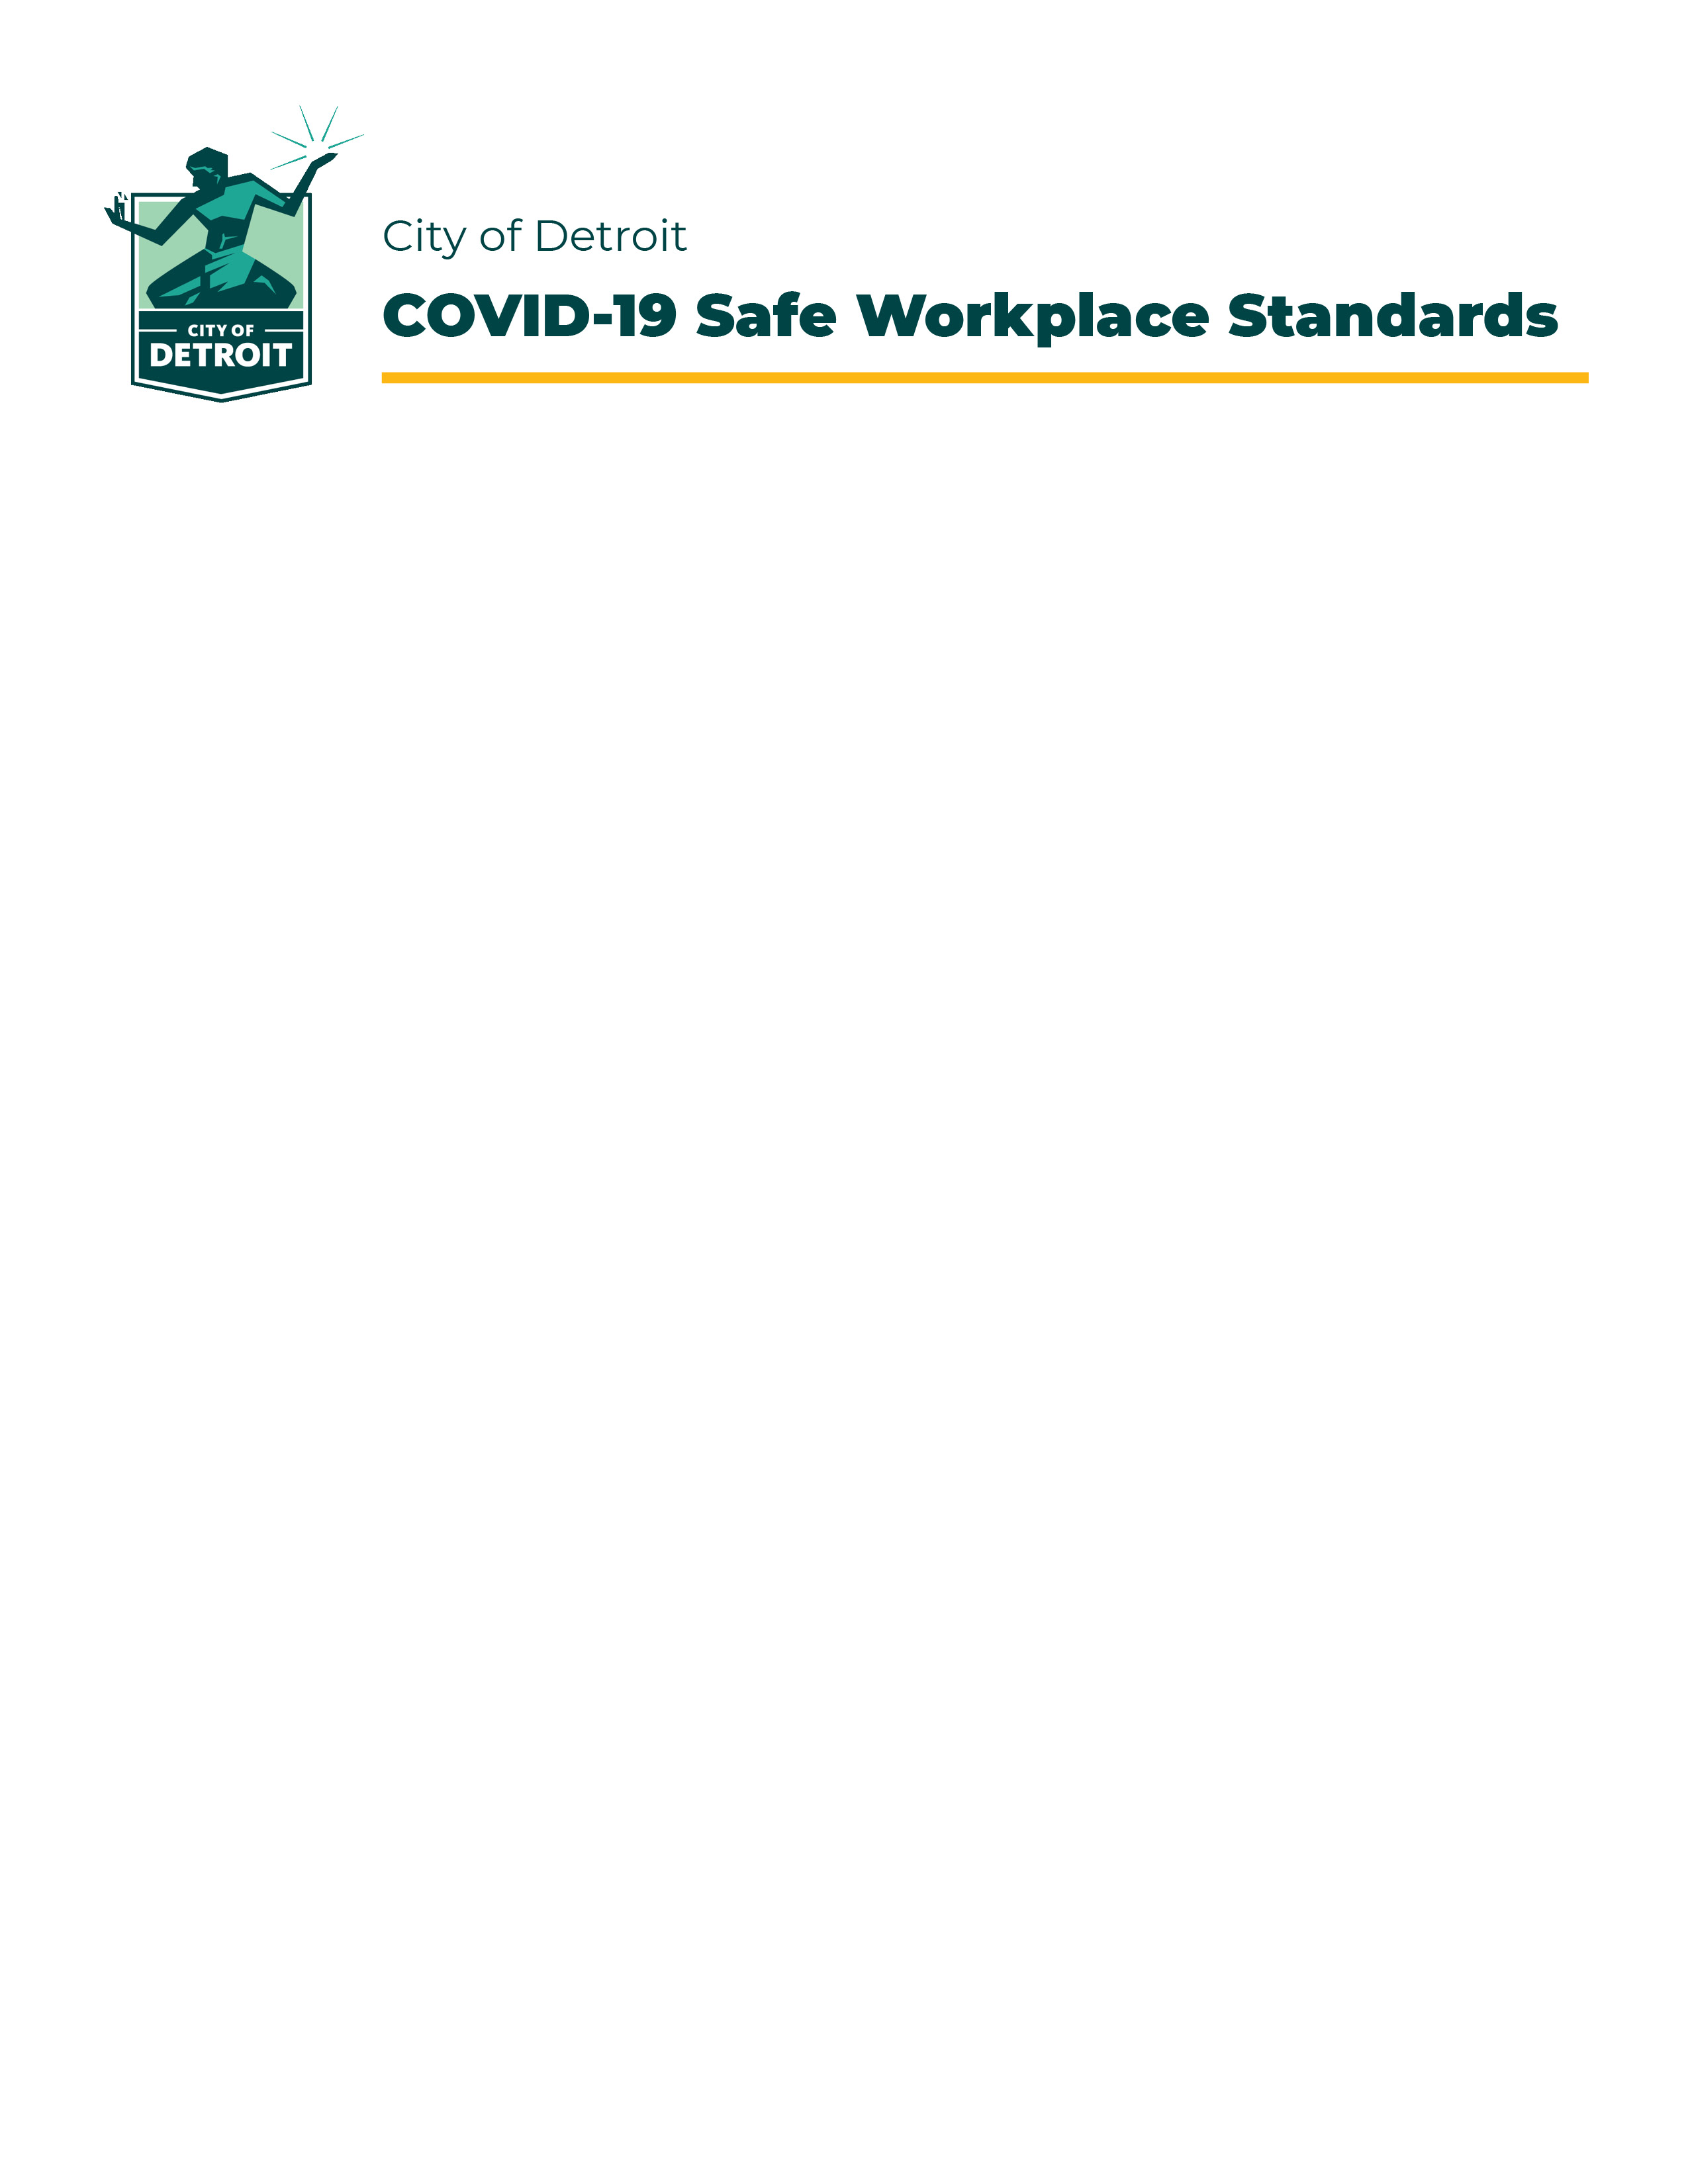 City of Detroit
COVID-19 Safe Workplace Standards
CITY OF
DETROIT